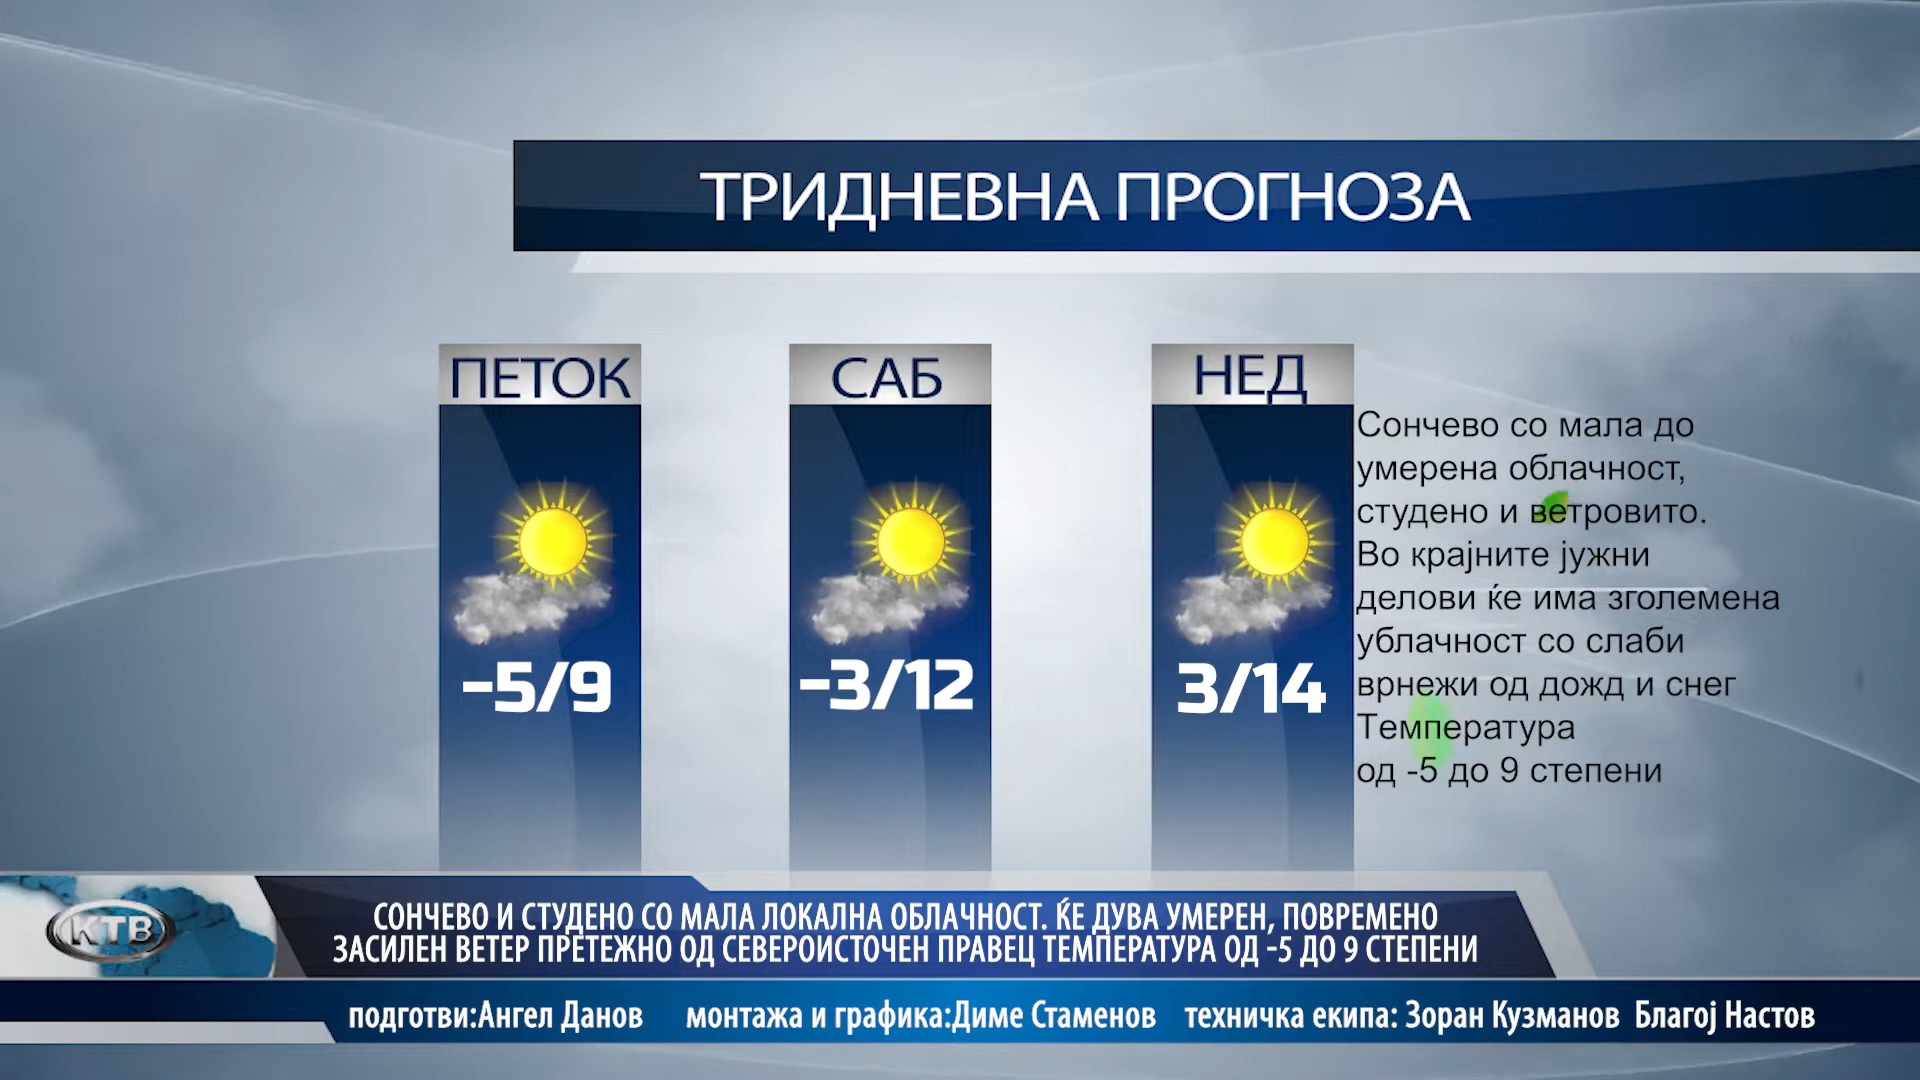 ТРИДНЕВНА ПРОГНОЗА
ПЕТОК
САБ
НЕД
-5/9
-3/12
3/14
Сончево со мала до
умерена облачност,
студено и ветровито.
Во крајните јужни
делови ќе има зголемена
ублачност со слаби
врнежи од дожд и снег
Температура
од -5 до 9 степени
КТВ
СОНЧЕВО И СТУДЕНО СО МАЛА ЛОКАЛНА ОБЛАЧНОСТ. ЌЕ ДУВА УМЕРЕН, ПОВРЕМЕНО
ЗАСИЛЕН ВЕТЕР ПРЕТЕЖНО ОД СЕВЕРОИСТОЧЕН ПРАВЕЦ ТЕМПЕРАТУРА ОД -5 ДО 9 СТЕПЕНИ
подготви:Ангел Данов монтажа и графика:Диме Стаменов техничка екипа: Зоран Кузманов Благој Настов